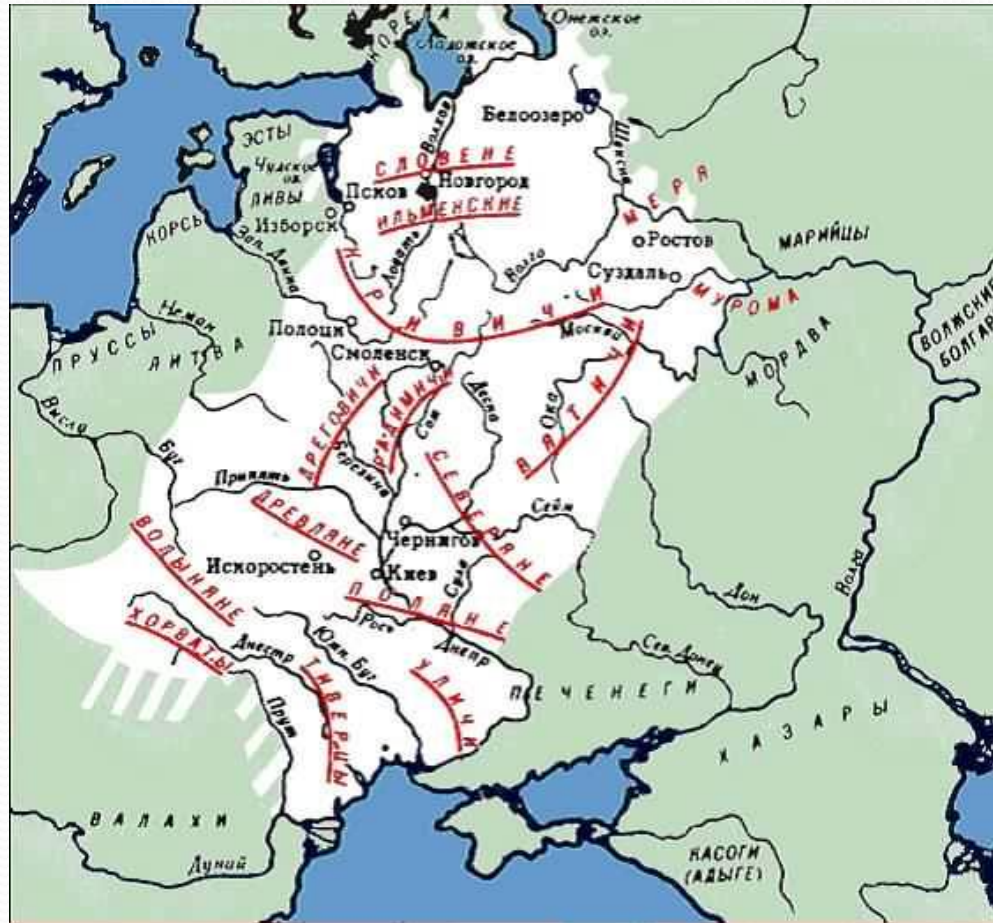 КОРЕЛА
Ладожское
оз.
Онежское
оз.
Белоозеро
Шексна
ЭСТЫ
Чудское
оз.
ЛИВЫ
Волхов
СЛОВЕНЕ
Новгород
Псков
ИЛЬМЕНСКИЕ
Изборск
МЕРЯ
Ростов
МАРИЙЦЫ
КОРСЬ
Зап. Двина
Ловать
Волго
Суздаль
МУРОМА
КРИВИЧИ
Полоцк
Москва
ВОЛЖСКИЕ
БОЛГАРЫ
МОРДВА
Неман
ПРУССЫ
ЛИТВА
Смоленск
ДРЕГОВИЧИ
РАДИМИЧИ
Сож
Десна
Ока
ВЯТИЧИ
Висла
Буг
Березина
СЕВЕРЯНЕ
Припять
ДРЕВЛЯНЕ
Сейм
ВОЛЫНЯНЕ
Чернигов
Искоростень
Киев
Сула
Дон
Волга
ПОЛЯНЕ
Рось
ХОРВАТЫ
Днестр
Южн. Буг
Днепр
Сев. Донец
ТИВЕРЦЫ
УЛИЧИ
ПЕЧЕНЕГИ
Прут
ХАЗАРЫ
ВАЛАХИ
Дуний
КАСОГИ
(АДЫГЕ)